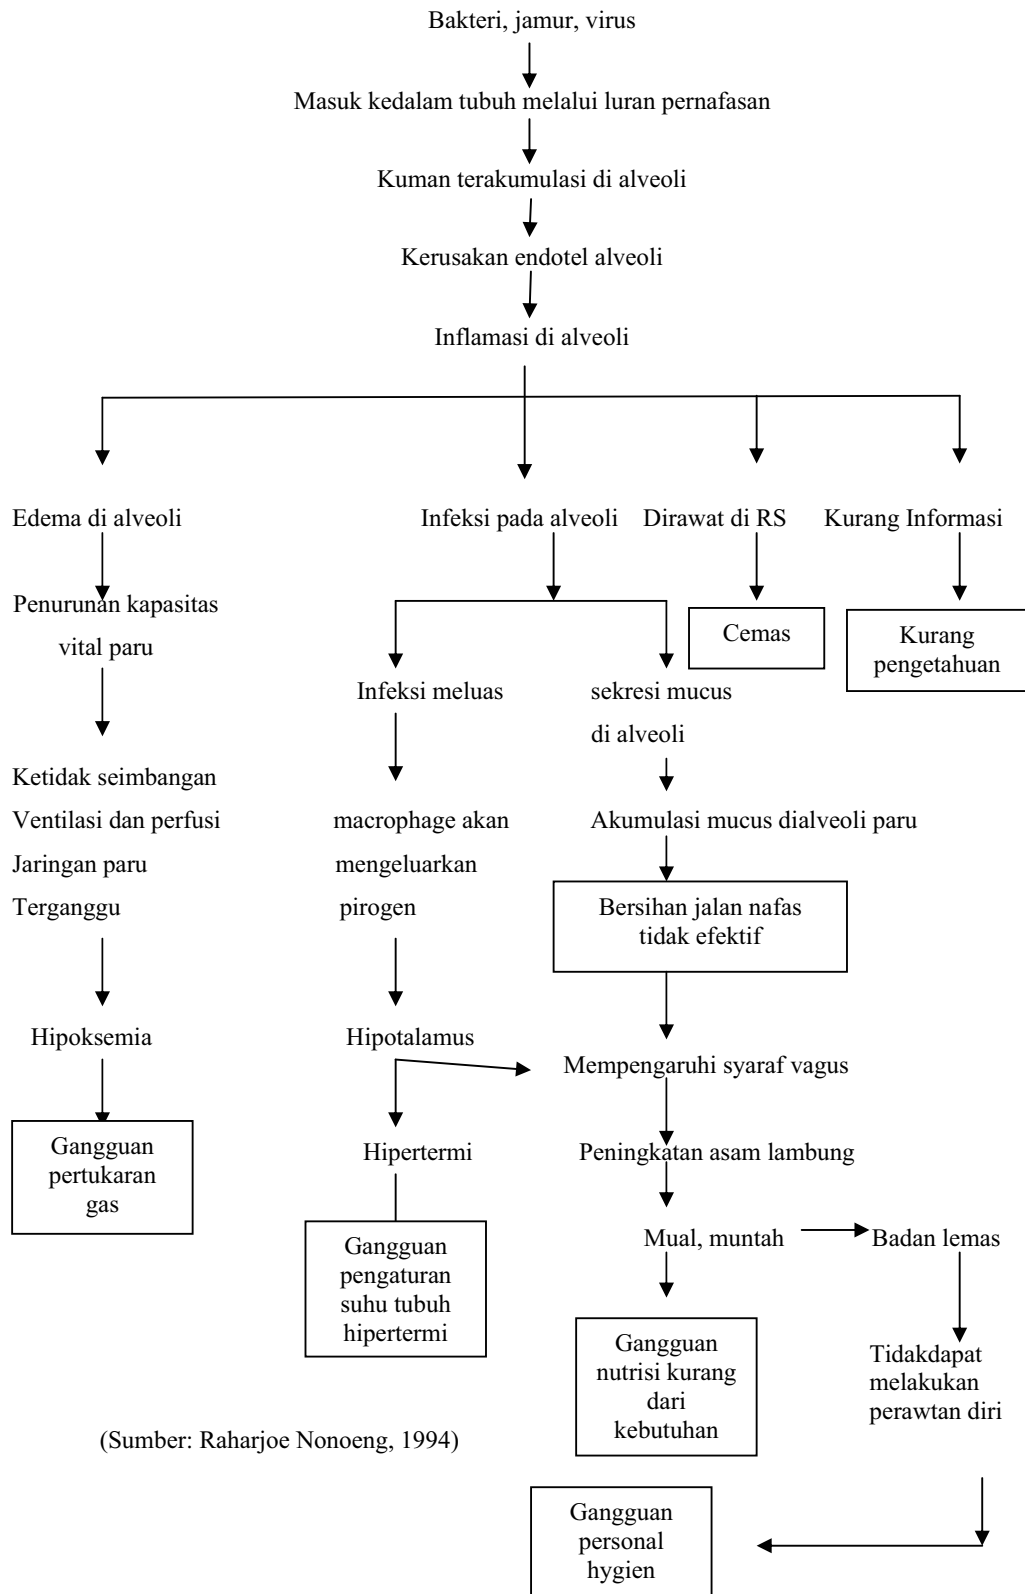 Bakteri, jamur, virus
Masuk kedalam tubuh melalui luran pernafasan
Kuman terakumulasi di alveoli
Kerusakan endotel alveoli
Inflamasi di alveoli
Edema di alveoli
Infeksi pada alveoli
Dirawat di RS
Kurang Informasi
Penurunan kapasitas
vital paru
Cemas
Kurang
pengetahuan
Infeksi meluas
sekresi mucus
di alveoli
Ketidak seimbangan
Ventilasi dan perfusi
Jaringan paru
Terganggu
macrophage akan
mengeluarkan
pirogen
Akumulasi mucus dialveoli paru
Bersihan jalan nafas
tidak efektif
Hipoksemia
Hipotalamus
Mempengaruhi syaraf vagus
Gangguan
pertukaran
gas
Hipertermi
Peningkatan asam lambung
Gangguan
pengaturan
suhu tubuh
hipertermi
Mual, muntah
Badan lemas
Gangguan
nutrisi kurang
dari
kebutuhan
Tidakdapat
melakukan
perawtan diri
(Sumber: Raharjoe Nonoeng, 1994)
Gangguan
personal
hygien